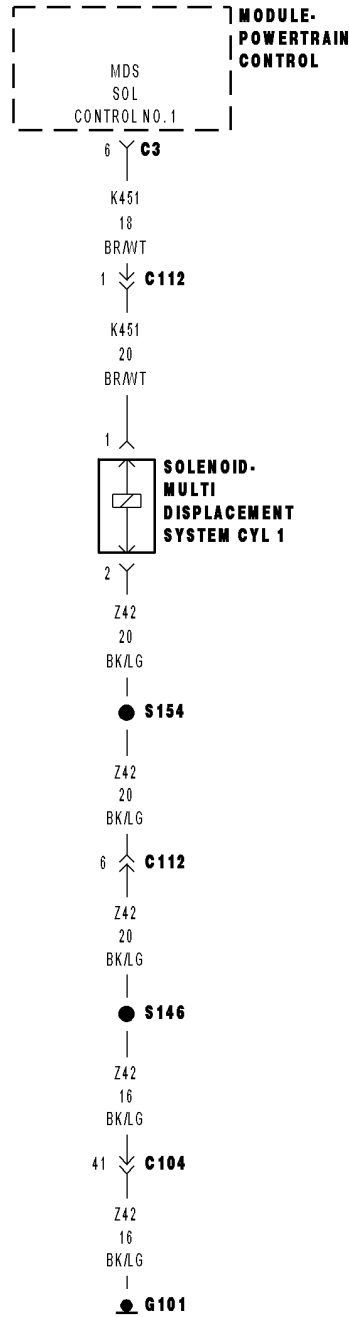 MODULE-
POWERTRAIN
CONTROL
MDS
SOL
CONTROL NO. 1
6 C3
K451
18
BR/WT
1 C112
K451
20
BR/WT
1
SOLENOID-
MULTI
DISPLACEMENT
SYSTEM CYL 1
2
Z42
20
BK/LG
S154
Z42
20
BK/LG
6 C112
Z42
20
BK/LG
S146
Z42
16
BK/LG
41 C104
Z42
16
BK/LG
G101